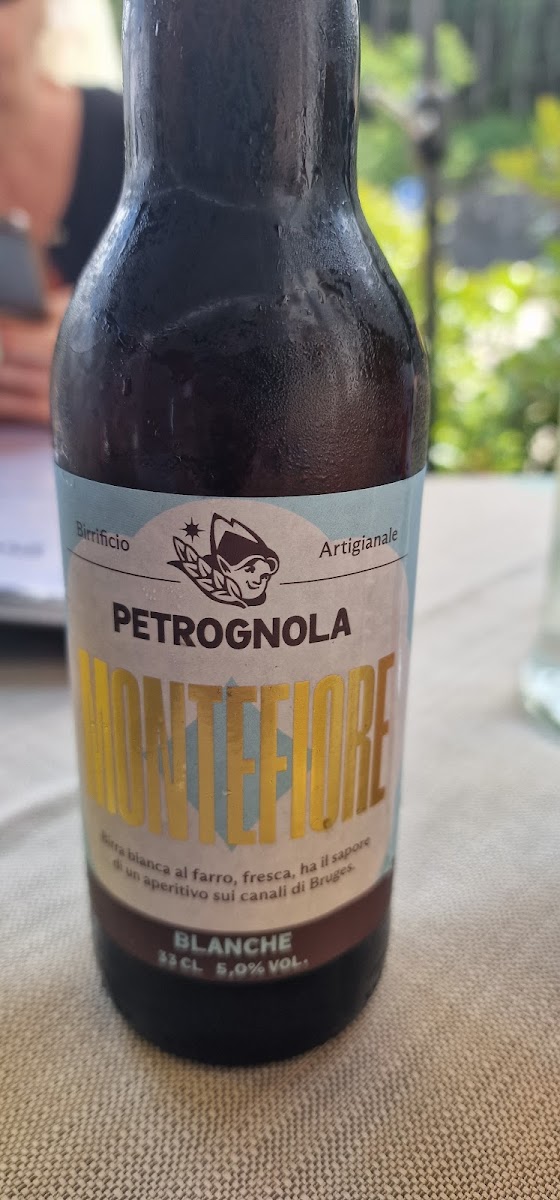 Birrificio Artigianale
PETROGNOLA
MONTEFIORE
Birra bianca al farro, fresca, ha il sapore
di un aperitivo sui canali di Bruges.
BLANCHE
33 CL 5,0% VOL.